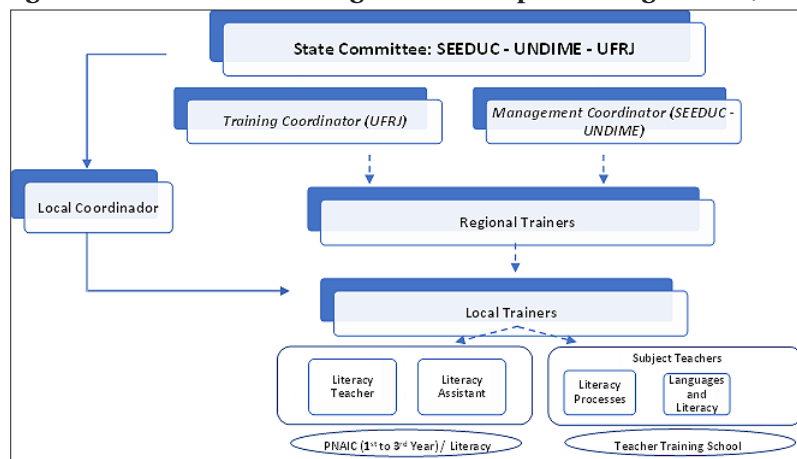 State Committee: SEEDUC - UNDIME - UFRJ
Training Coordinator (UFRJ)
Management Coordinator (SEEDUC -
UNDIME)
Local Coordinador
Regional Trainers
Local Trainers
Literacy
Teacher
Literacy
Assistant
Subject Teachers
Literacy
Processes
Languages
and
Literacy
PNAIC (1st to 3rd Year) / Literacy
Teacher Training School